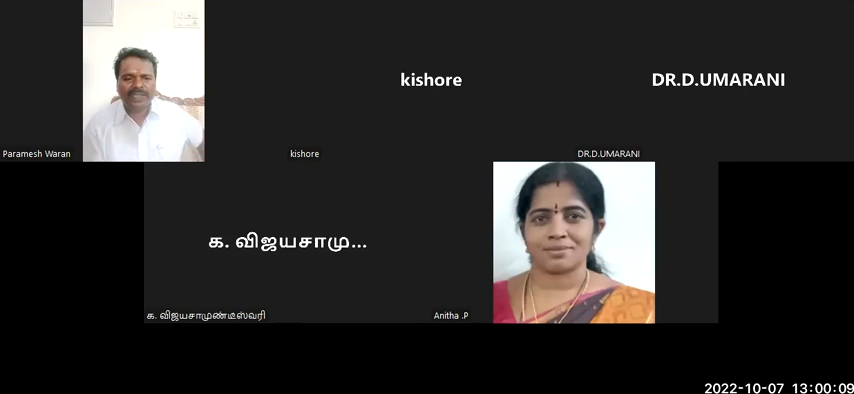 kishore
DR.D.UMARANI
Paramesh Waran
kishore
DR.D.UMARANI
க. விஜயசாமு...
க. விஜயசாமுண்டீஸ்வரி
Anitha .P
2022-10-07 13:00:09